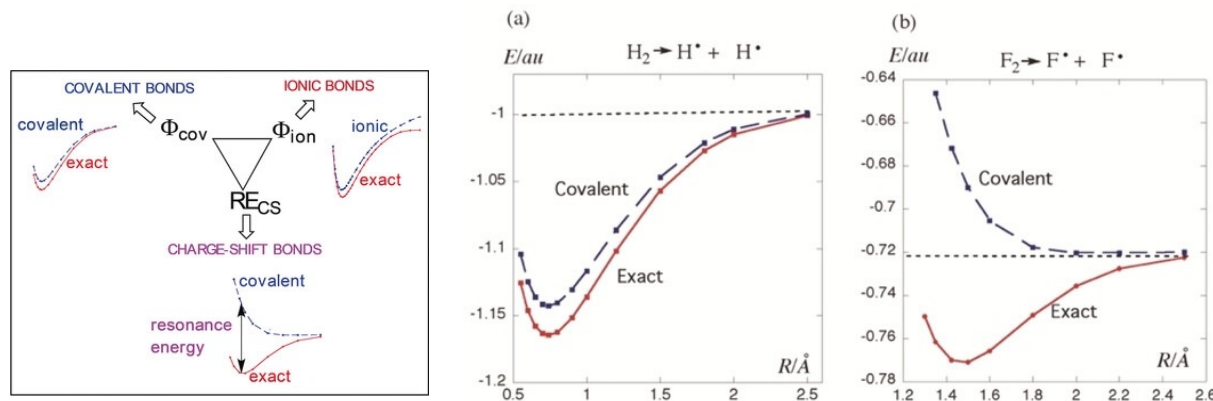 COVALENT BONDS
IONIC BONDS
covalent
Φcov
Φion
ionic
exact
exact
RECS
CHARGE-SHIFT BONDS
covalent
resonance
energy
exact
(a)
E/au
H2 → H• + H•
-1
-1.05
-1.1
-1.15
-1.2
Covalent
Exact
R/Å
0.5 1 1.5 2 2.5
(b)
E/au
F2 → F• + F•
-0.64
-0.66
-0.68
-0.7
-0.72
-0.74
-0.76
-0.78
Covalent
Exact
R/Å
1.2 1.4 1.6 1.8 2 2.2 2.4 2.6